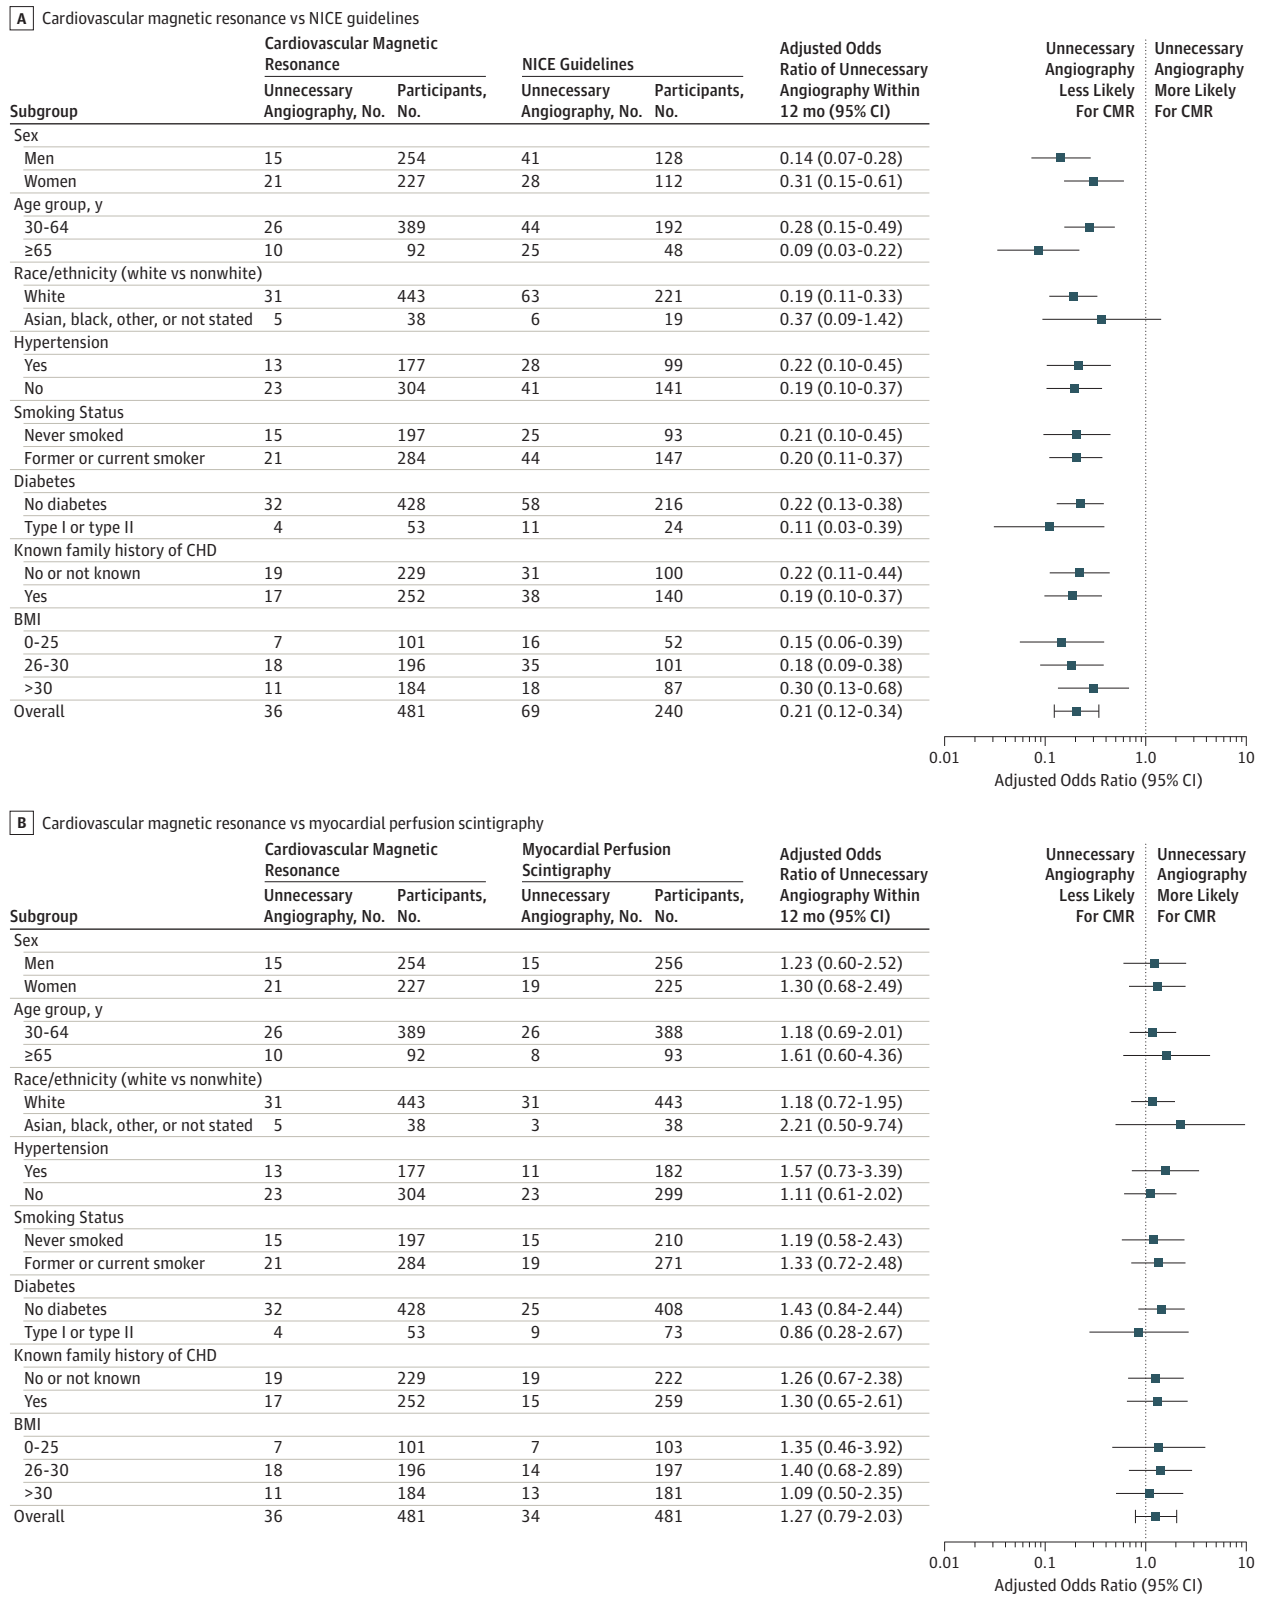 A Cardiovascular magnetic resonance vs NICE guidelines
Cardiovascular Magnetic Resonance NICE Guidelines Adjusted Odds Ratio of Unnecessary Angiography Within 12 mo (95% CI) Unnecessary Angiography Less Likely For CMR Unnecessary Angiography More Likely For CMR
Subgroup Unnecessary Angiography, No. Participants, No. Unnecessary Angiography, No. Participants, No.
Sex
Men 15 254 41 128 0.14 (0.07-0.28)
Women 21 227 28 112 0.31 (0.15-0.61)
Age group, y
30-64 26 389 44 192 0.28 (0.15-0.49)
≥65 10 92 25 48 0.09 (0.03-0.22)
Race/ethnicity (white vs nonwhite)
White 31 443 63 221 0.19 (0.11-0.33)
Asian, black, other, or not stated 5 38 6 19 0.37 (0.09-1.42)
Hypertension
Yes 13 177 28 99 0.22 (0.10-0.45)
No 23 304 41 141 0.19 (0.10-0.37)
Smoking Status
Never smoked 15 197 25 93 0.21 (0.10-0.45)
Former or current smoker 21 284 44 147 0.20 (0.11-0.37)
Diabetes
No diabetes 32 428 58 216 0.22 (0.13-0.38)
Type I or type II 4 53 11 24 0.11 (0.03-0.39)
Known family history of CHD
No or not known 19 229 31 100 0.22 (0.11-0.44)
Yes 17 252 38 140 0.19 (0.10-0.37)
BMI
0-25 7 101 16 52 0.15 (0.06-0.39)
26-30 18 196 35 101 0.18 (0.09-0.38)
>30 11 184 18 87 0.30 (0.13-0.68)
Overall 36 481 69 240 0.21 (0.12-0.34)
0.01 0.1 1.0 10
Adjusted Odds Ratio (95% CI)
B Cardiovascular magnetic resonance vs myocardial perfusion scintigraphy
Cardiovascular Magnetic Resonance Myocardial Perfusion Scintigraphy Adjusted Odds Ratio of Unnecessary Angiography Within 12 mo (95% CI) Unnecessary Angiography Less Likely For CMR Unnecessary Angiography More Likely For CMR
Subgroup Unnecessary Angiography, No. Participants, No. Unnecessary Angiography, No. Participants, No.
Sex
Men 15 254 15 256 1.23 (0.60-2.52)
Women 21 227 19 225 1.30 (0.68-2.49)
Age group, y
30-64 26 389 26 388 1.18 (0.69-2.01)
≥65 10 92 8 93 1.61 (0.60-4.36)
Race/ethnicity (white vs nonwhite)
White 31 443 31 443 1.18 (0.72-1.95)
Asian, black, other, or not stated 5 38 3 38 2.21 (0.50-9.74)
Hypertension
Yes 13 177 11 182 1.57 (0.73-3.39)
No 23 304 23 299 1.11 (0.61-2.02)
Smoking Status
Never smoked 15 197 15 210 1.19 (0.58-2.43)
Former or current smoker 21 284 19 271 1.33 (0.72-2.48)
Diabetes
No diabetes 32 428 25 408 1.43 (0.84-2.44)
Type I or type II 4 53 9 73 0.86 (0.28-2.67)
Known family history of CHD
No or not known 19 229 19 222 1.26 (0.67-2.38)
Yes 17 252 15 259 1.30 (0.65-2.61)
BMI
0-25 7 101 7 103 1.35 (0.46-3.92)
26-30 18 196 14 197 1.40 (0.68-2.89)
>30 11 184 13 181 1.09 (0.50-2.35)
Overall 36 481 34 481 1.27 (0.79-2.03)
0.01 0.1 1.0 10
Adjusted Odds Ratio (95% CI)